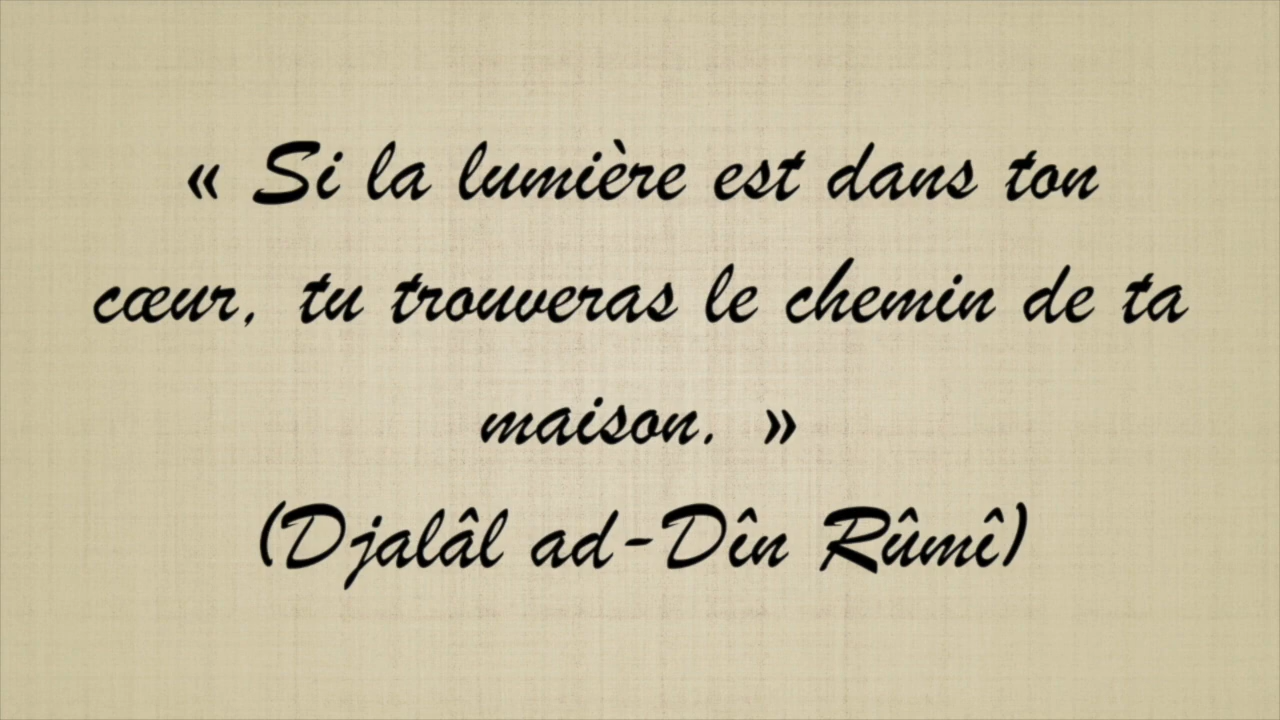 « Si la lumière est dans ton
cœur, tu trouveras le chemin de ta
maison. »
(Djalâl ad-Dîn Rûmî)